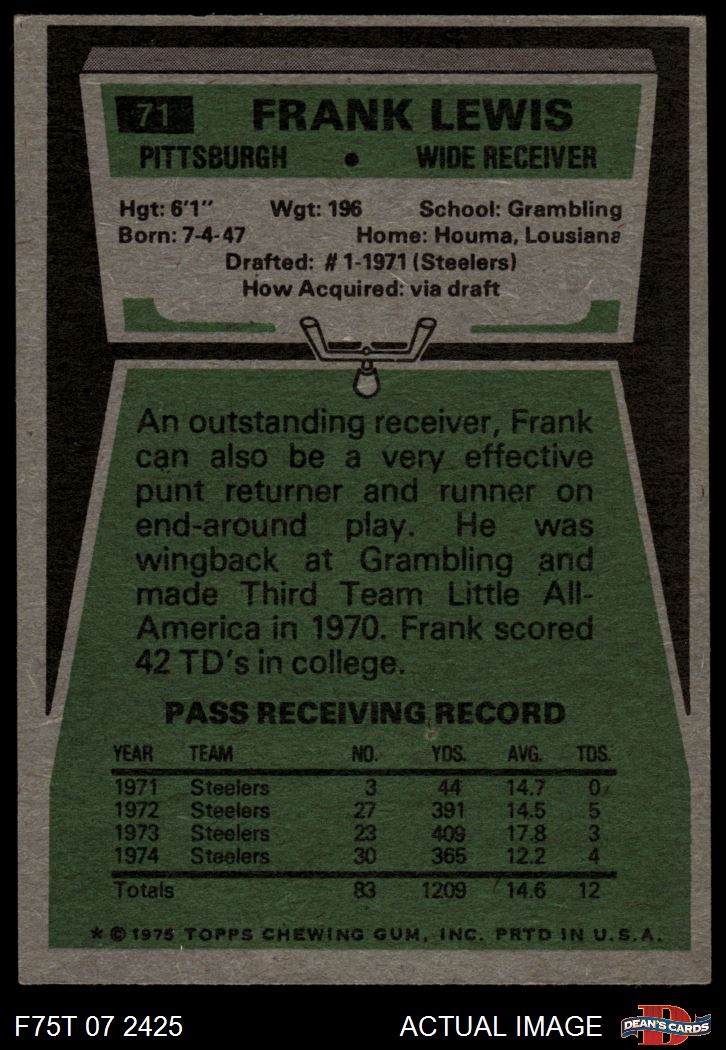 71 FRANK LEWIS
PITTSBURGH • WIDE RECEIVER
Hgt: 6'1" Wgt: 196 School: Grambling
Born: 7-4-47 Home: Houma, Lousiana
Drafted: #1-1971 (Steelers)
How Acquired: via draft
An outstanding receiver, Frank
can also be a very effective
punt returner and runner on
end-around play. He was
wingback at Grambling and
made Third Team Little All-
America in 1970. Frank scored
42 TD's in college.
PASS RECEIVING RECORD
YEAR TEAM NO. YDS. AVG. TDS.
1971 Steelers 3 44 14.7 0
1972 Steelers 27 391 14.5 5
1973 Steelers 23 409 17.8 3
1974 Steelers 30 365 12.2 4
Totals 83 1209 14.6 12
* © 1975 TOPPS CHEWING GUM, INC. PRTD IN U.S.A.
F75T 07 2425 ACTUAL IMAGE D DEAN'S CARDS